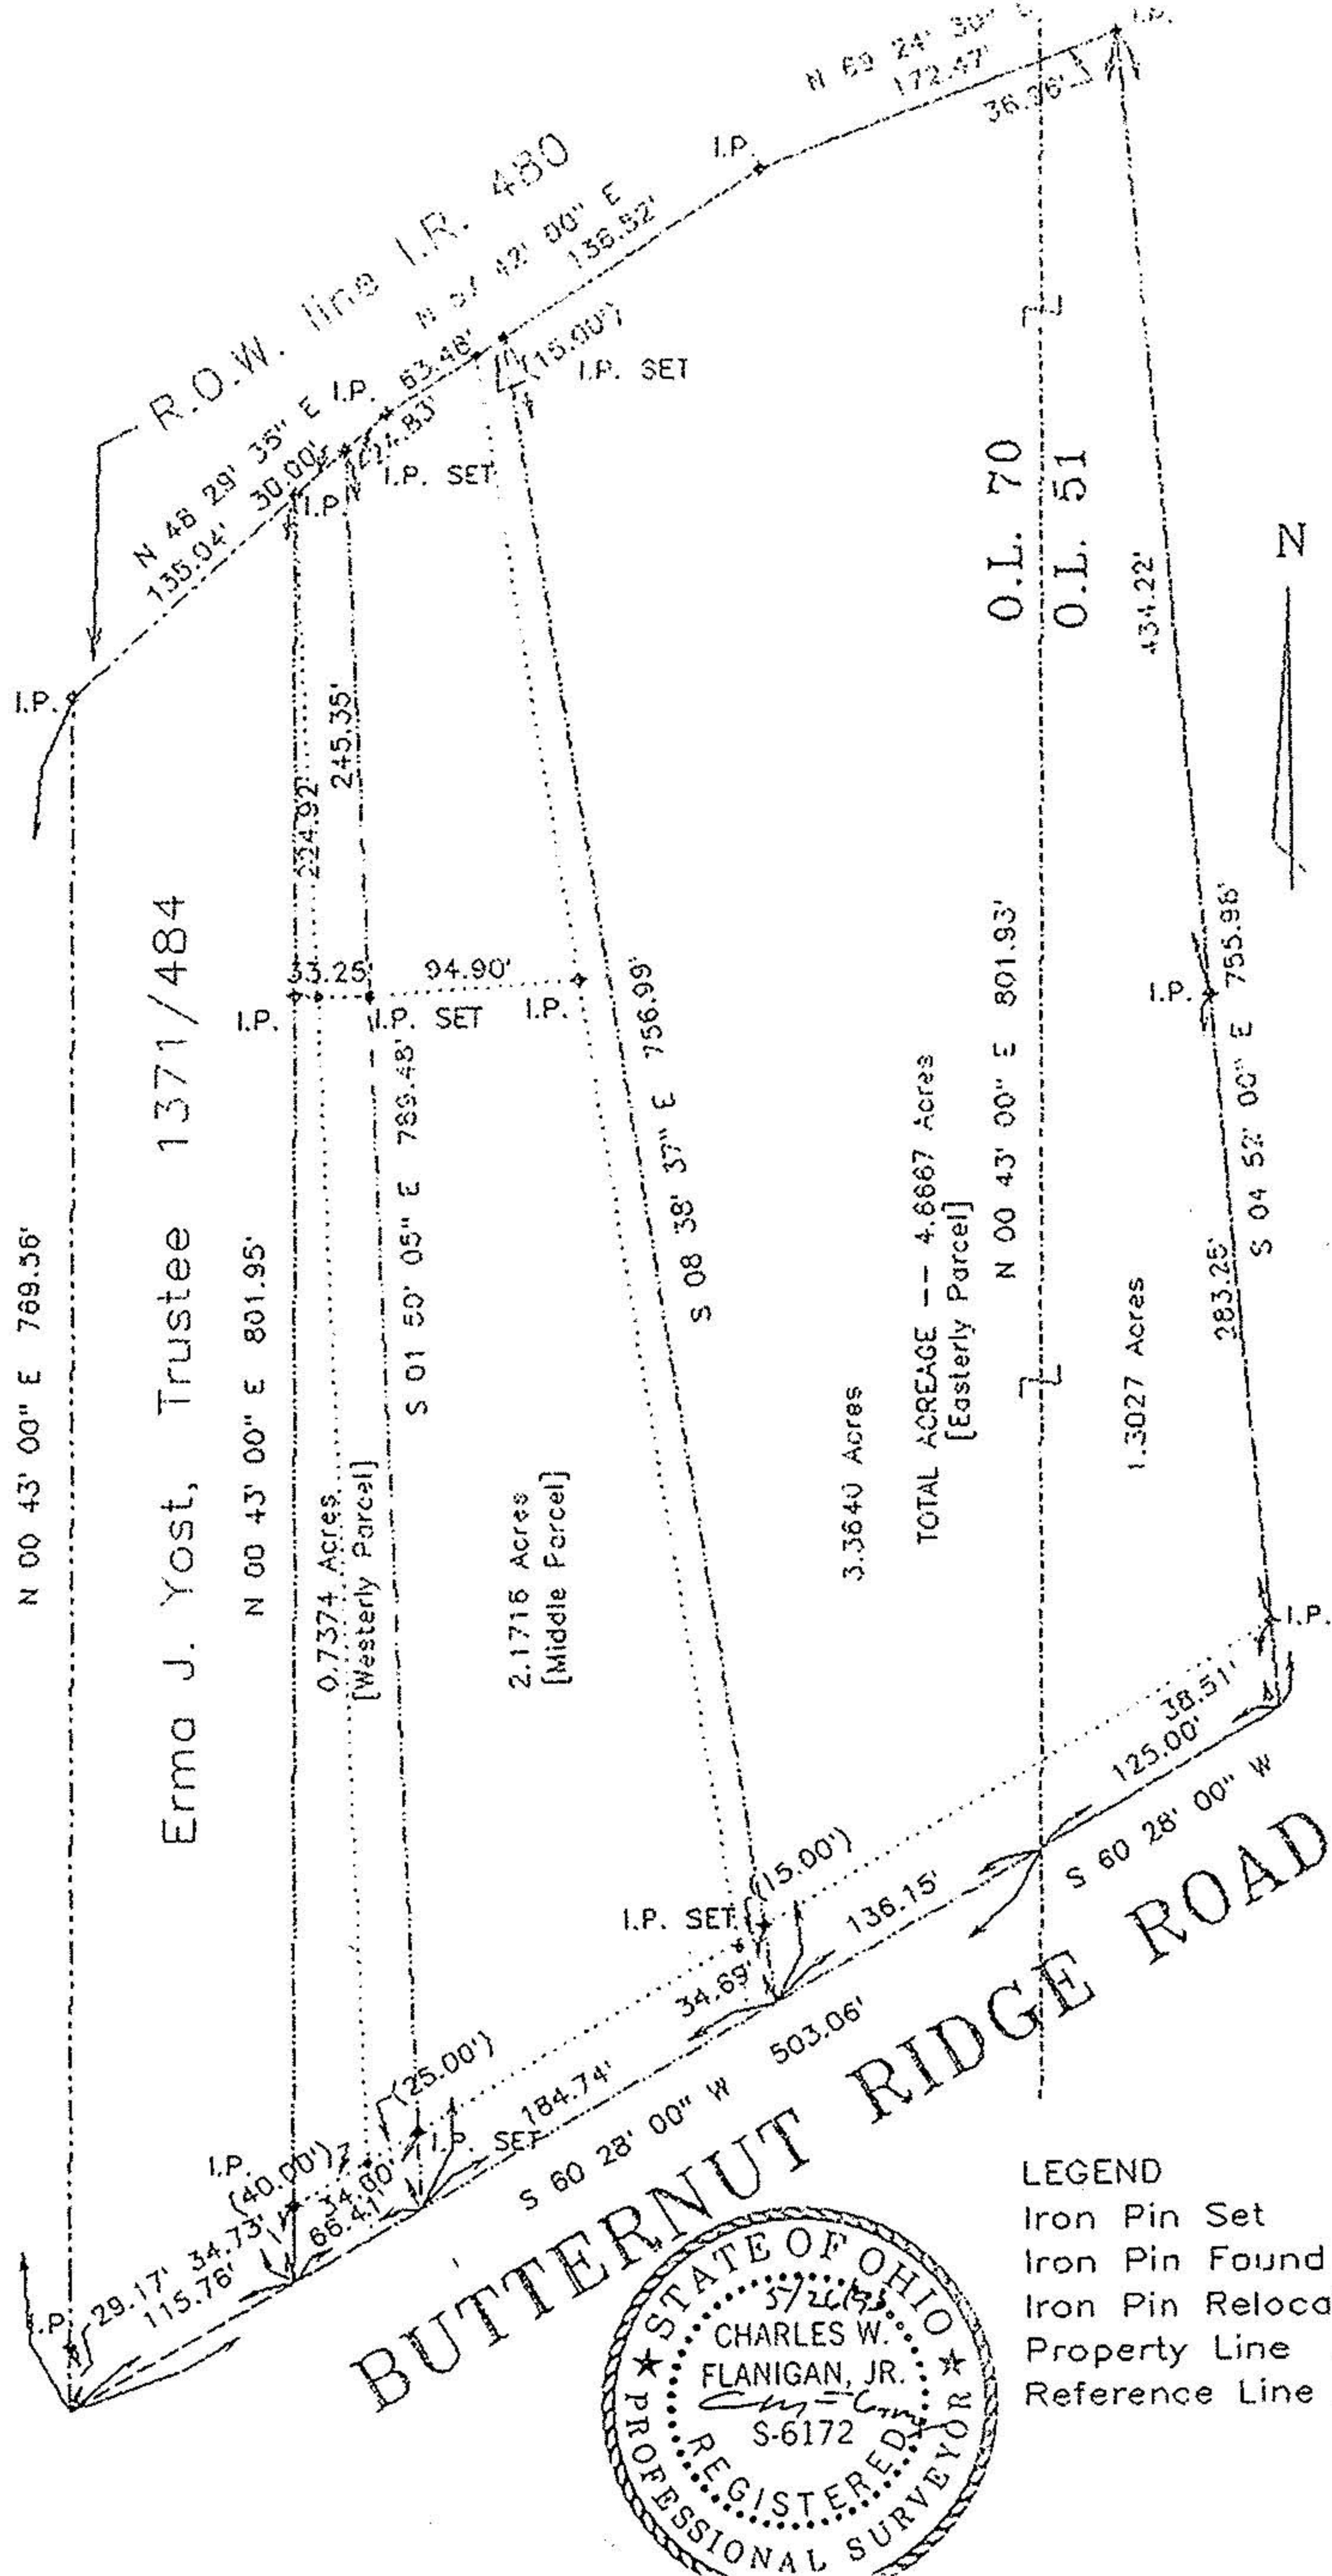 N 69 24' 30" E
172.47'
36.36'
I.P.
I.P.
R.O.W. line I.R. 480
N 57 42' 00" E
136.52'
63.48'
(15.00')
I.P. SET
I.P.
24.83'
I.P. SET
N 48 29' 35" E
30.00'
135.04'
I.P.
I.P.
O.L. 70
O.L. 51
N
434.22'
245.35'
224.92'
33.25'
94.90'
I.P.
I.P. SET
I.P.
I.P.
N 00 43' 00" E 769.56'
Erma J. Yost, Trustee 1371/484
N 00 43' 00" E 801.95'
0.7374 Acres
[Westerly Parcel]
S 01 50' 05" E 789.48'
2.1716 Acres
[Middle Parcel]
S 08 38' 37" E 756.99'
3.3640 Acres
TOTAL ACREAGE -- 4.6667 Acres
[Easterly Parcel]
N 00 43' 00" E 801.93'
1.3027 Acres
283.25'
S 04 52' 00" E 755.96'
I.P.
38.51'
125.00'
S 60 28' 00" W
(15.00')
I.P. SET
136.15'
34.69'
503.06'
(25.00')
184.74'
I.P. SET
S 60 28' 00" W
I.P.
(40.00')
34.00'
66.41'
34.73'
29.17'
115.76'
I.P.
BUTTERNUT RIDGE ROAD
LEGEND
Iron Pin Set
Iron Pin Found
Iron Pin Reloca
Property Line
Reference Line
STATE OF OHIO
CHARLES W.
FLANIGAN, JR.
S-6172
REGISTERED
PROFESSIONAL SURVEYOR